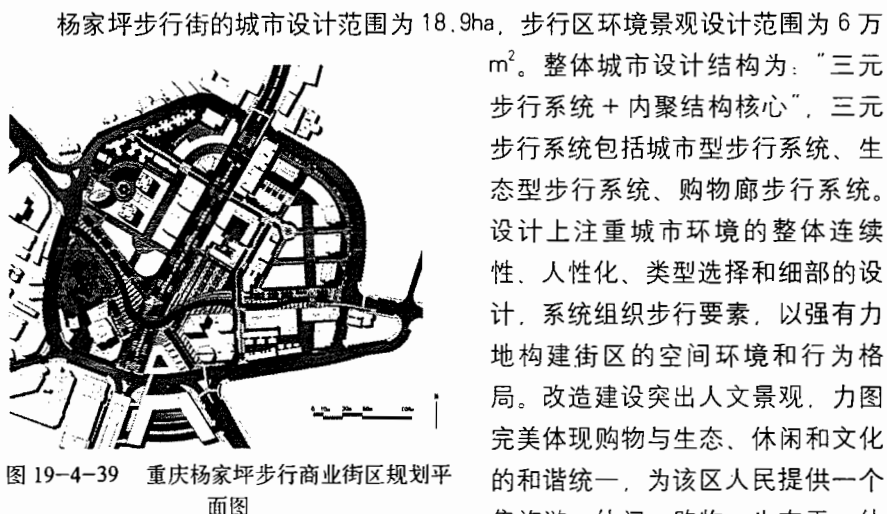 杨家坪步行街的城市设计范围为 18.9ha，步行区环境景观设计范围为 6 万
m²。整体城市设计结构为：“三元
步行系统 + 内聚结构核心”，三元
步行系统包括城市型步行系统、生
态型步行系统、购物廊步行系统。
设计上注重城市环境的整体连续
性、人性化、类型选择和细部的设
计，系统组织步行要素，以强有力
地构建街区的空间环境和行为格
局。改造建设突出人文景观，力图
完美体现购物与生态、休闲和文化
的和谐统一，为该区人民提供一个
图 19-4-39 重庆杨家坪步行商业街区规划平
面图